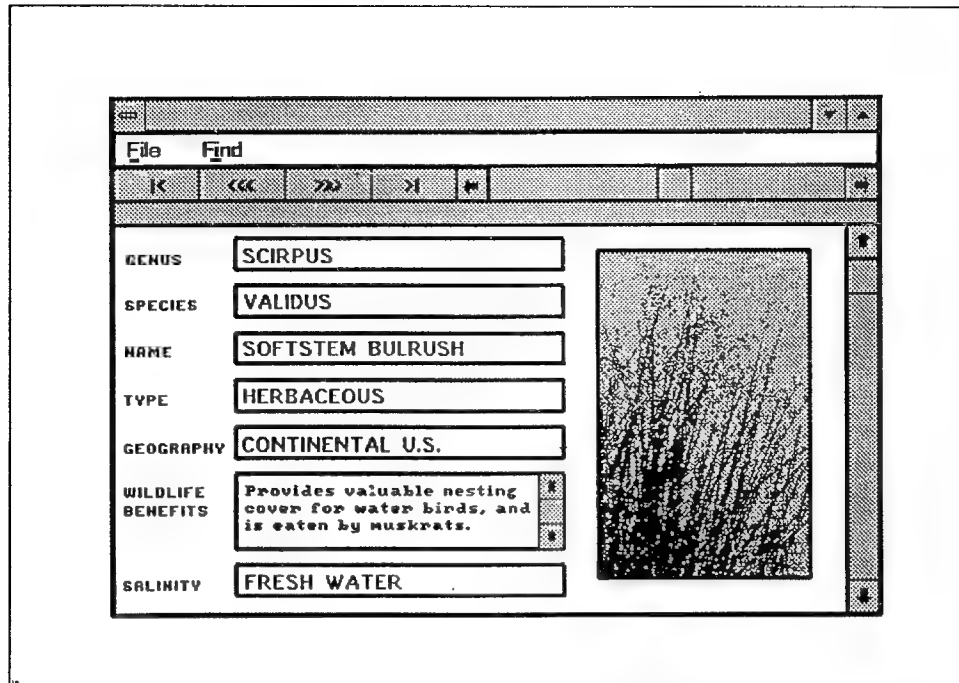 File Find
|< <<< >>> >|
GENUS SCIRPUS
SPECIES VALIDUS
NAME SOFTSTEM BULRUSH
TYPE HERBACEOUS
GEOGRAPHY CONTINENTAL U.S.
WILDLIFE BENEFITS
Provides valuable nesting
cover for water birds, and
is eaten by muskrats.
SALINITY FRESH WATER